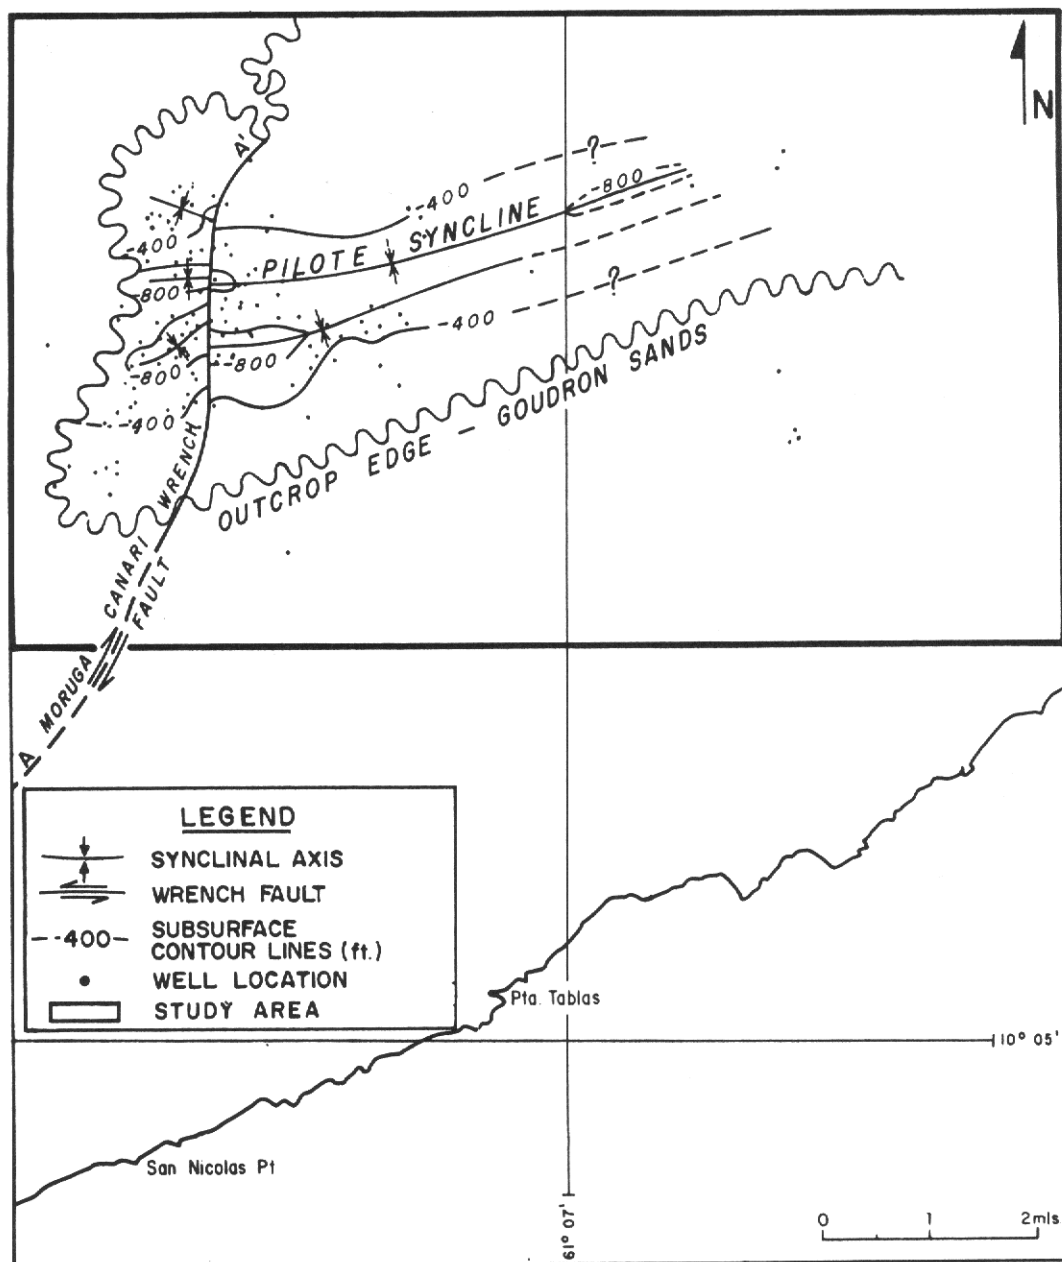 N
A'
-400
?
-800
-400
PILOTE SYNCLINE
-800
?
-400
-800
-800
-400
OUTCROP EDGE - GOUDRON SANDS
A MORUGA CANARI WRENCH
FAULT
LEGEND
SYNCLINAL AXIS
WRENCH FAULT
-400
SUBSURFACE
CONTOUR LINES (ft.)
WELL LOCATION
STUDY AREA
Pta. Tablas
10° 05'
San Nicolas Pt
61° 07'
0 1 2mls